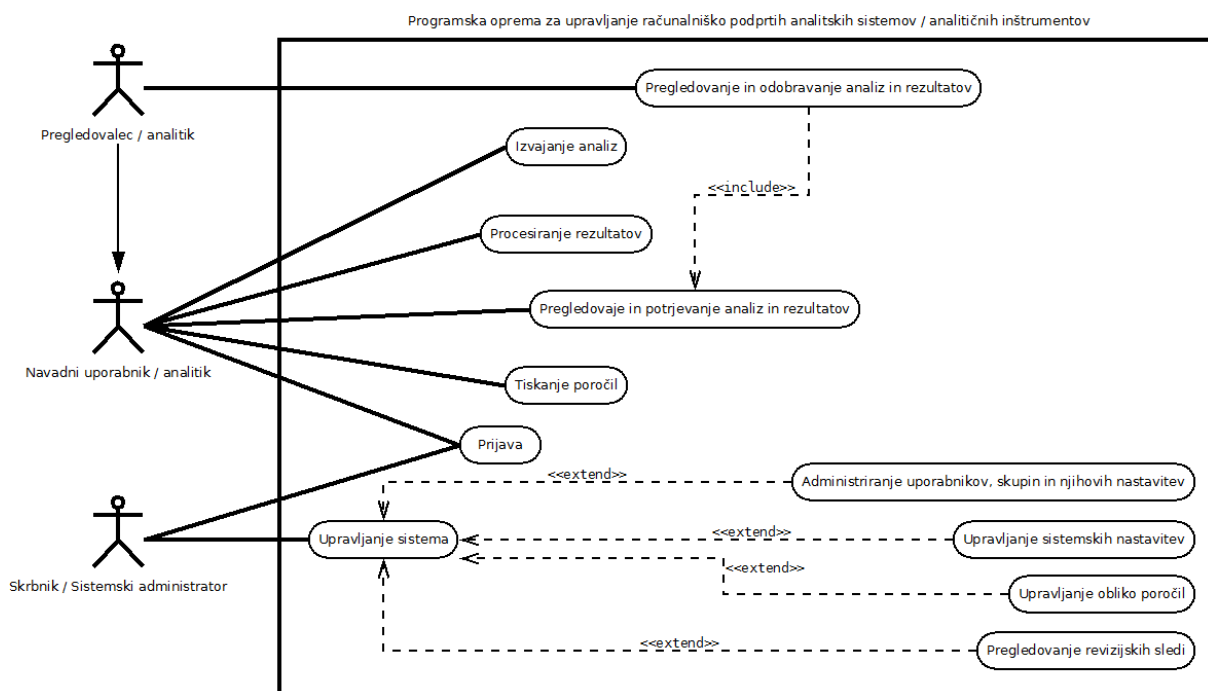 Programska oprema za upravljanje računalniško podprtih analitskih sistemov / analitičnih inštrumentov
Pregledovanje in odobravanje analiz in rezultatov
Pregledovalec / analitik
Izvajanje analiz
<<include>>
Procesiranje rezultatov
Pregledovaje in potrjevanje analiz in rezultatov
Navadni uporabnik / analitik
Tiskanje poročil
Prijava
<<extend>>
Administriranje uporabnikov, skupin in njihovih nastavitev
<<extend>>
Upravljanje sistema
Upravljanje sistemskih nastavitev
<<extend>>
Skrbnik / Sistemski administrator
Upravljanje obliko poročil
<<extend>>
Pregledovanje revizijskih sledi